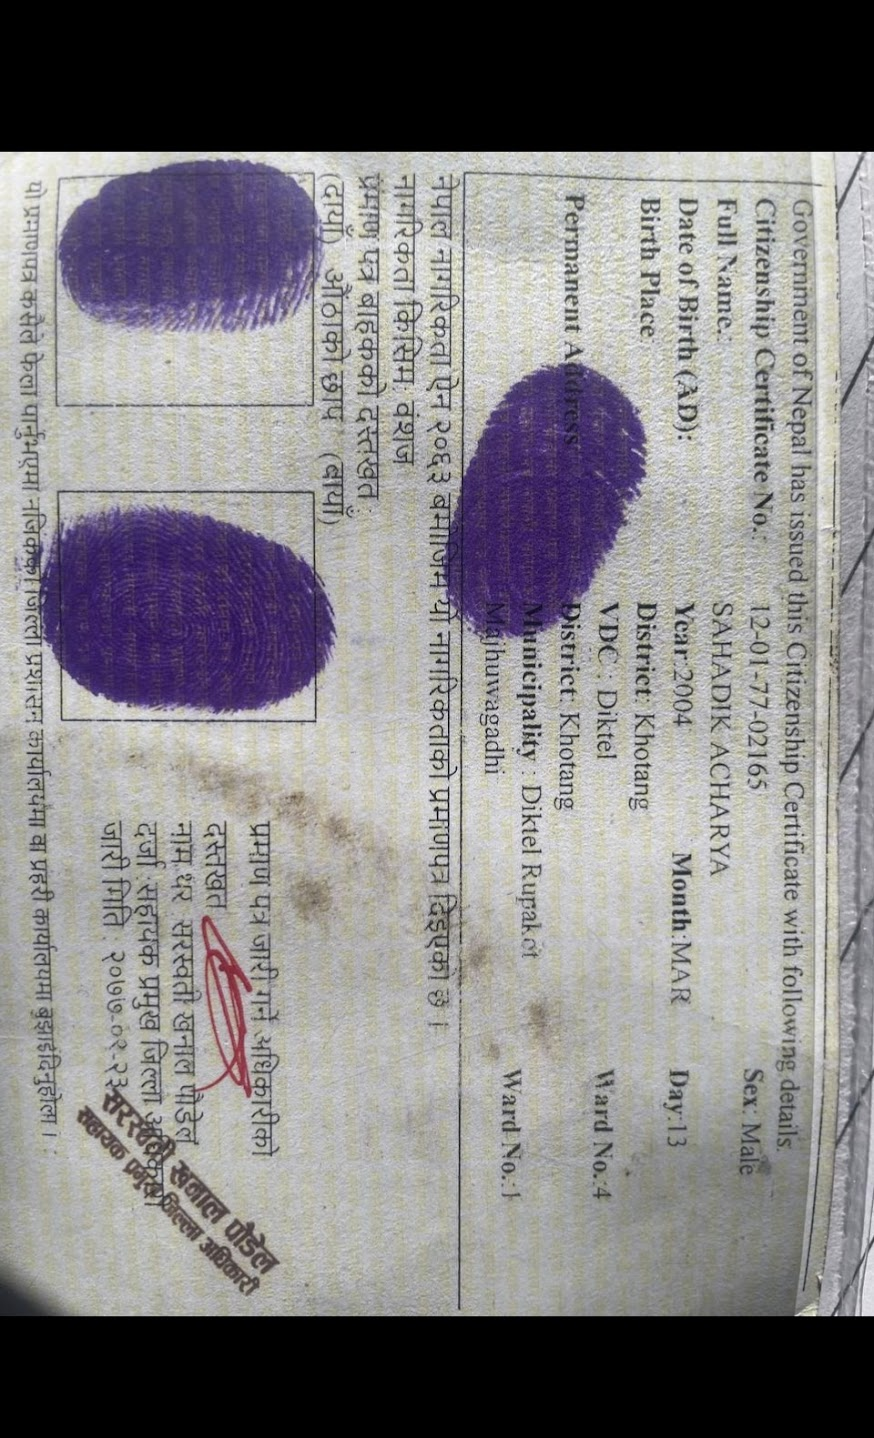 Government of Nepal has issued this Citizenship Certificate with following details.
Citizenship Certificate No.: 12-01-77-02165 Sex: Male
Full Name.: SAHADIK ACHARYA
Date of Birth (AD): Year:2004 Month:MAR Day:13
Birth Place: District: Khotang
VDC : Diktel Ward No.:4
Permanent Address District: Khotang
Municipality : Diktel Rupakot Ward No.:1
Majhuwagadhi
नेपाल नागरिकता ऐन २०६३ बमोजिम यो नागरिकताको प्रमाणपत्र दिइएको छ ।
नागरिकता किसिम: वंशज
प्रमाण पत्र बाहकको दस्तखत :
(दायाँ) औंठाको छाप (बायाँ)
प्रमाण पत्र जारी गर्ने अधिकारीको
दस्तखत
नाम,थर : सरस्वती खनाल पौडेल
दर्जा :सहायक प्रमुख जिल्ला
जारी मिति : २०७७-०२-२३
सरस्वती खनाल पौडेल
सहायक प्रमुख जिल्ला अधिकारी
यो प्रमाणपत्र कसैले फेला पार्नुभएमा नजिकको जिल्ला प्रशासन कार्यालयमा वा प्रहरी कार्यालयमा बुझाईदिनुहोला ।